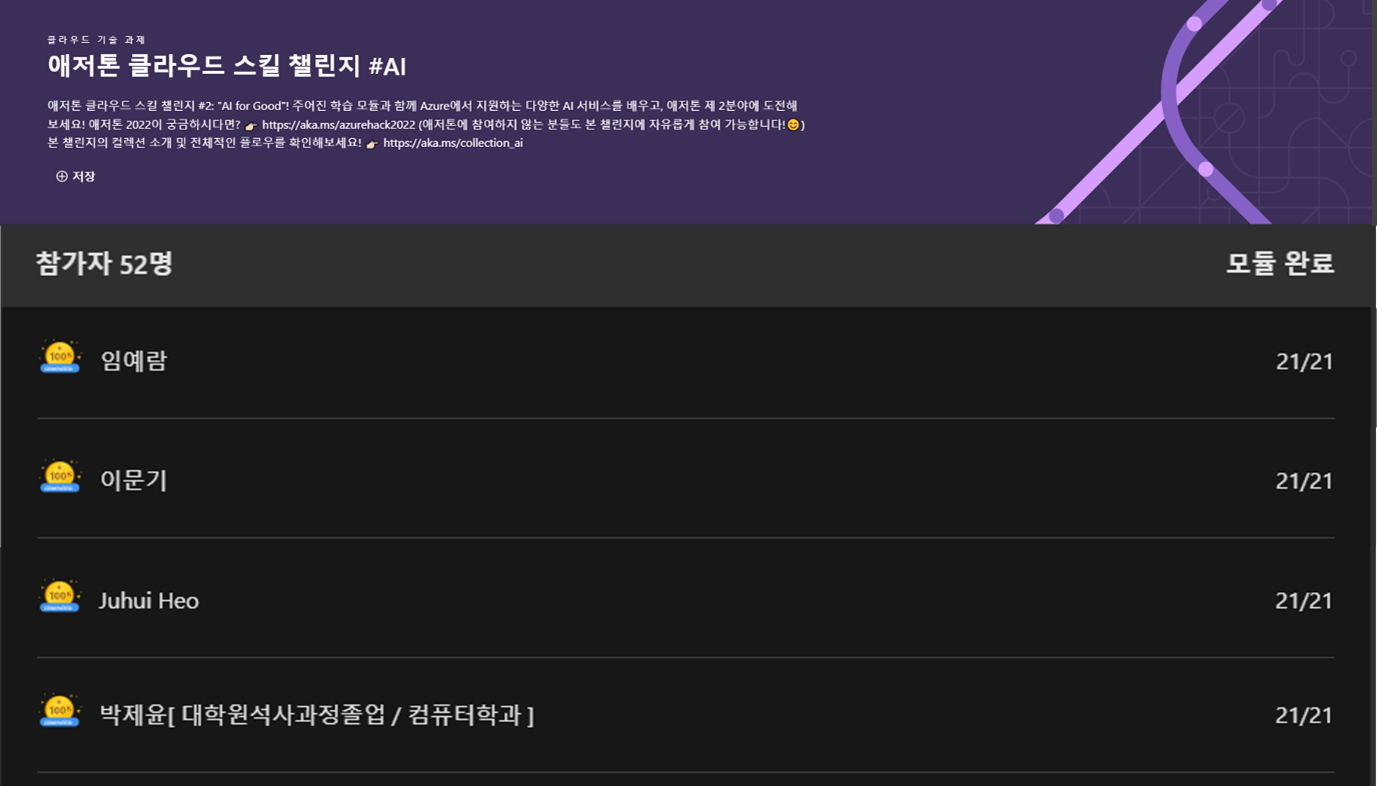 클라우드 기술 과제
애저톤 클라우드 스킬 챌린지 #AI
애저톤 클라우드 스킬 챌린지 #2: "AI for Good"! 주어진 학습 모듈과 함께 Azure에서 지원하는 다양한 AI 서비스를 배우고, 애저톤 제 2분야에 도전해
보세요! 애저톤 2022이 궁금하시다면? 👉🏻 https://aka.ms/azurehack2022 (애저톤에 참여하지 않는 분들도 본 챌린지에 자유롭게 참여 가능합니다!😊)
본 챌린지의 컬렉션 소개 및 전체적인 플로우를 확인해보세요! 👉🏻 https://aka.ms/collection_ai
저장
참가자 52명 모듈 완료
100% 임예람 21/21
100% 이문기 21/21
100% Juhui Heo 21/21
100% 박제윤[ 대학원석사과정졸업 / 컴퓨터학과 ] 21/21